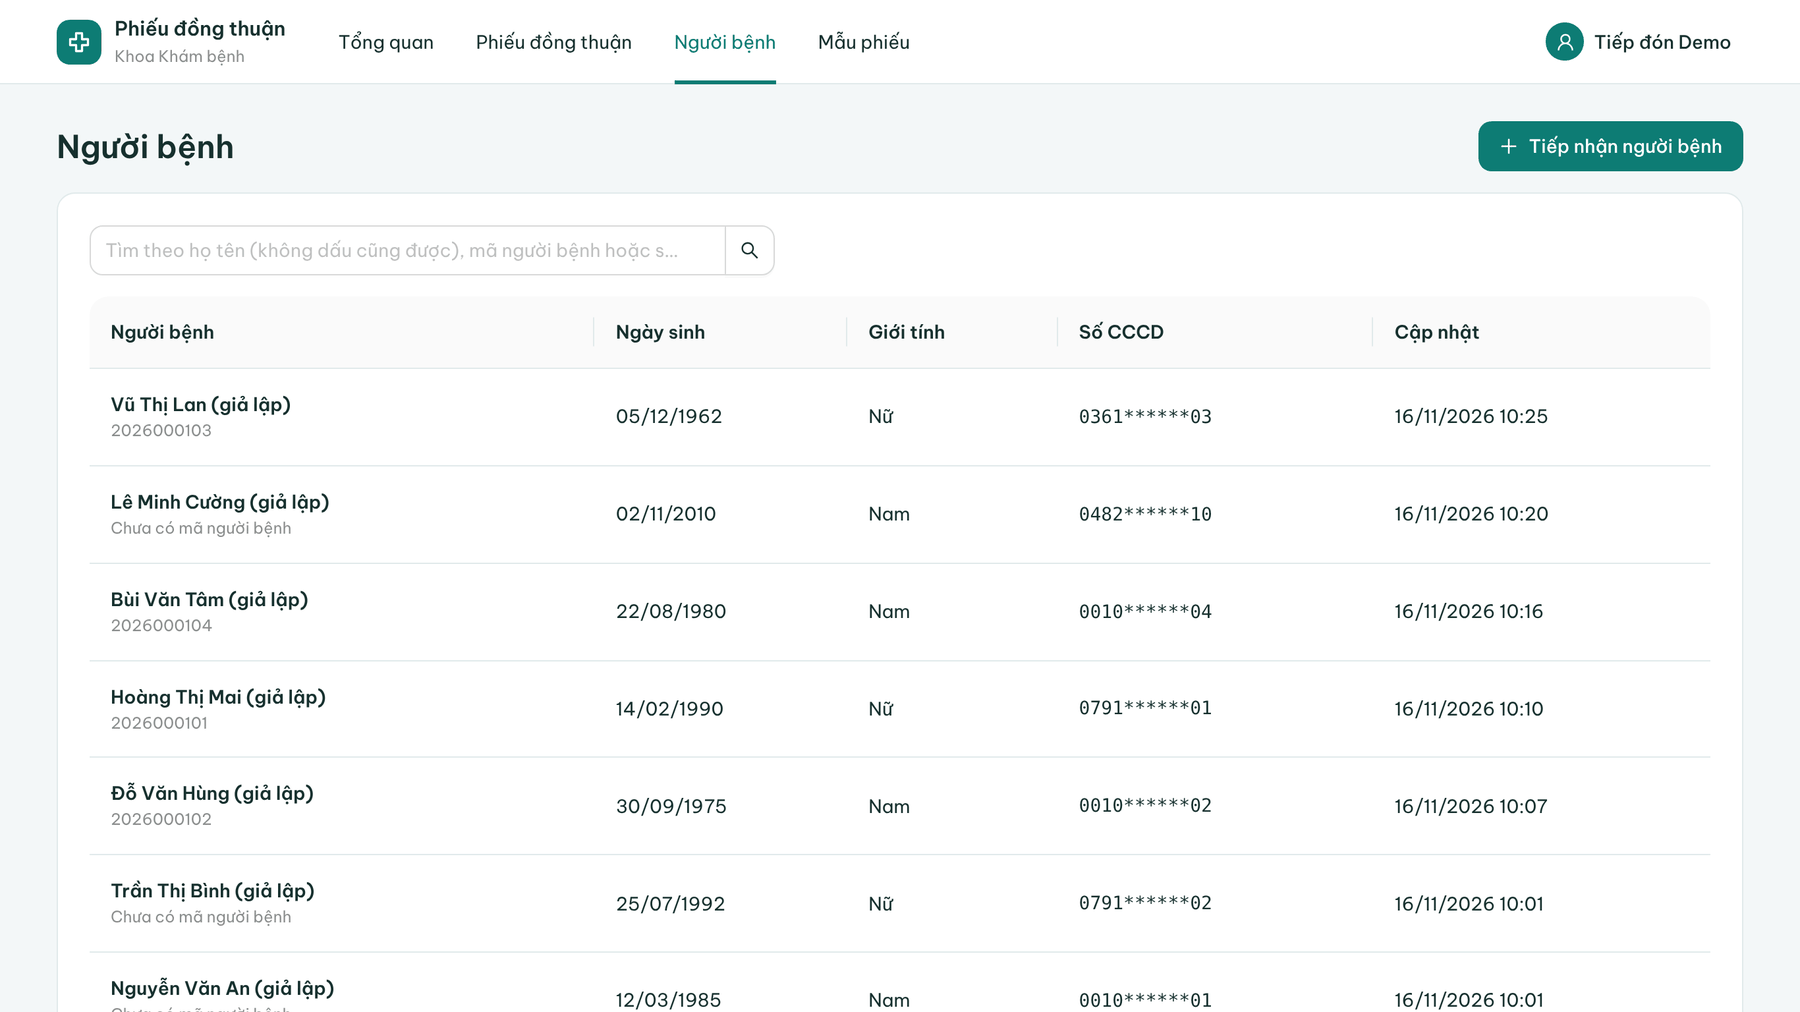 Phiếu đồng thuận
Khoa Khám bệnh
Tổng quan
Phiếu đồng thuận
Người bệnh
Mẫu phiếu
Tiếp đón Demo
Người bệnh
+ Tiếp nhận người bệnh
Tìm theo họ tên (không dấu cũng được), mã người bệnh hoặc s...
Người bệnh Ngày sinh Giới tính Số CCCD Cập nhật
Vũ Thị Lan (giả lập)
2026000103
05/12/1962 Nữ 0361******03 16/11/2026 10:25
Lê Minh Cường (giả lập)
Chưa có mã người bệnh
02/11/2010 Nam 0482******10 16/11/2026 10:20
Bùi Văn Tâm (giả lập)
2026000104
22/08/1980 Nam 0010******04 16/11/2026 10:16
Hoàng Thị Mai (giả lập)
2026000101
14/02/1990 Nữ 0791******01 16/11/2026 10:10
Đỗ Văn Hùng (giả lập)
2026000102
30/09/1975 Nam 0010******02 16/11/2026 10:07
Trần Thị Bình (giả lập)
Chưa có mã người bệnh
25/07/1992 Nữ 0791******02 16/11/2026 10:01
Nguyễn Văn An (giả lập)
12/03/1985 Nam 0010******01 16/11/2026 10:01